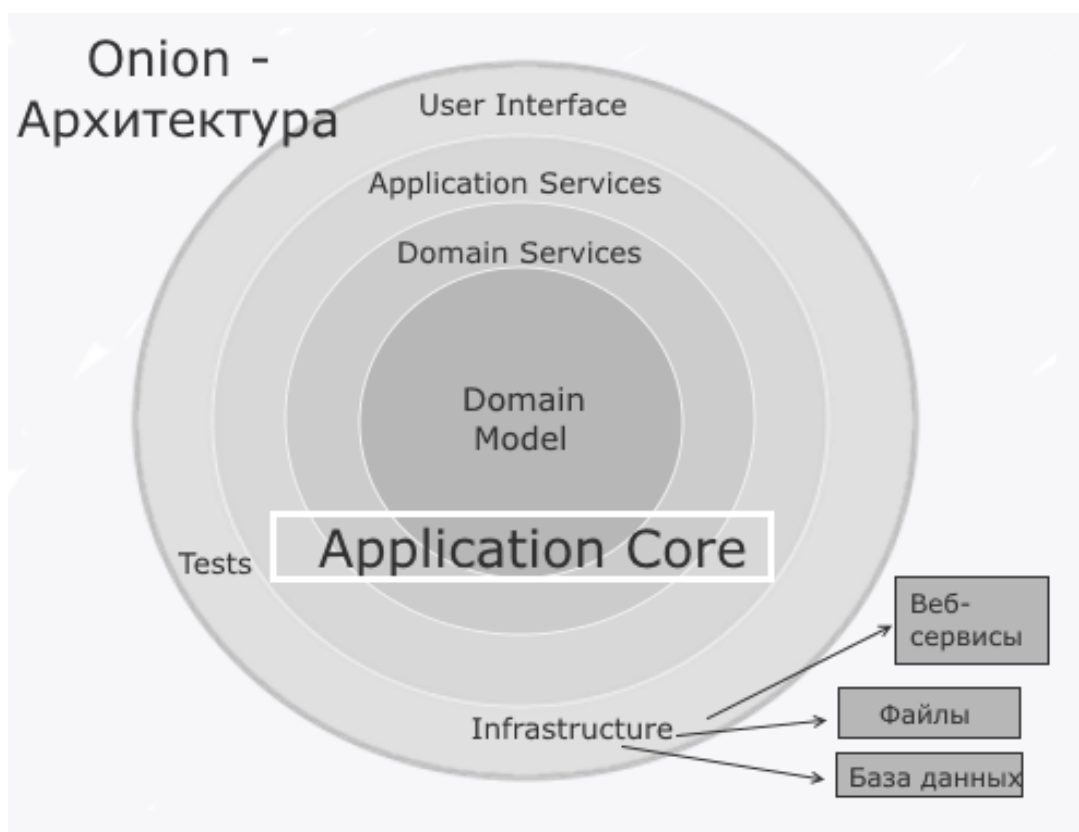 Onion -
Архитектура
User Interface
Application Services
Domain Services
Domain
Model
Application Core
Tests
Infrastructure
Веб-
сервисы
Файлы
База данных